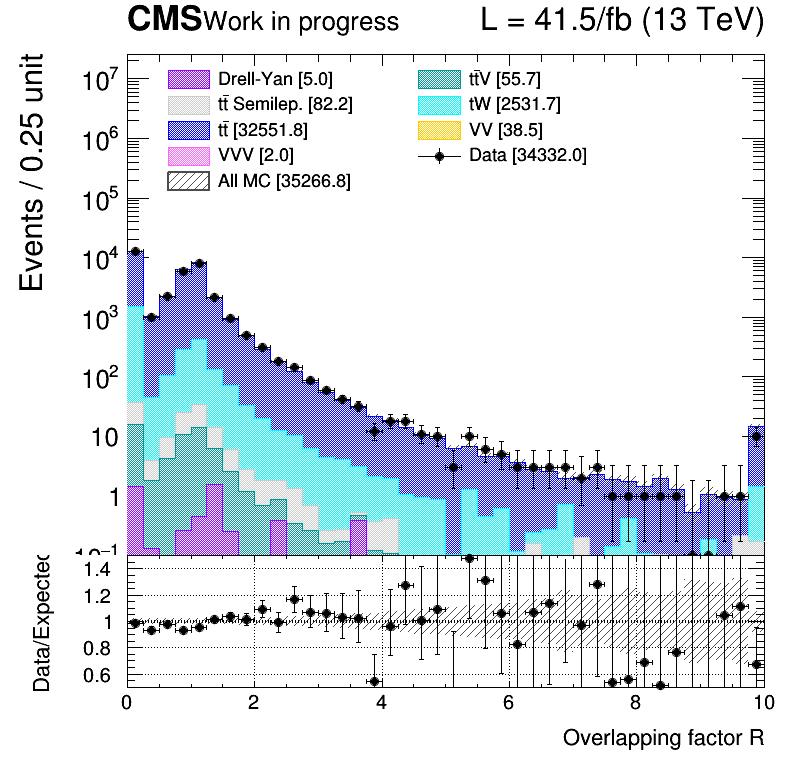 CMS Work in progress L = 41.5/fb (13 TeV)
Events / 0.25 unit
10⁷
10⁶
10⁵
10⁴
10³
10²
10
1
10⁻¹
Drell-Yan [5.0]
tt̄ Semilep. [82.2]
tt̄ [32551.8]
VVV [2.0]
All MC [35266.8]
tt̄V [55.7]
tW [2531.7]
VV [38.5]
Data [34332.0]
Data/Expected
1.4
1.2
1
0.8
0.6
0 2 4 6 8 10
Overlapping factor R